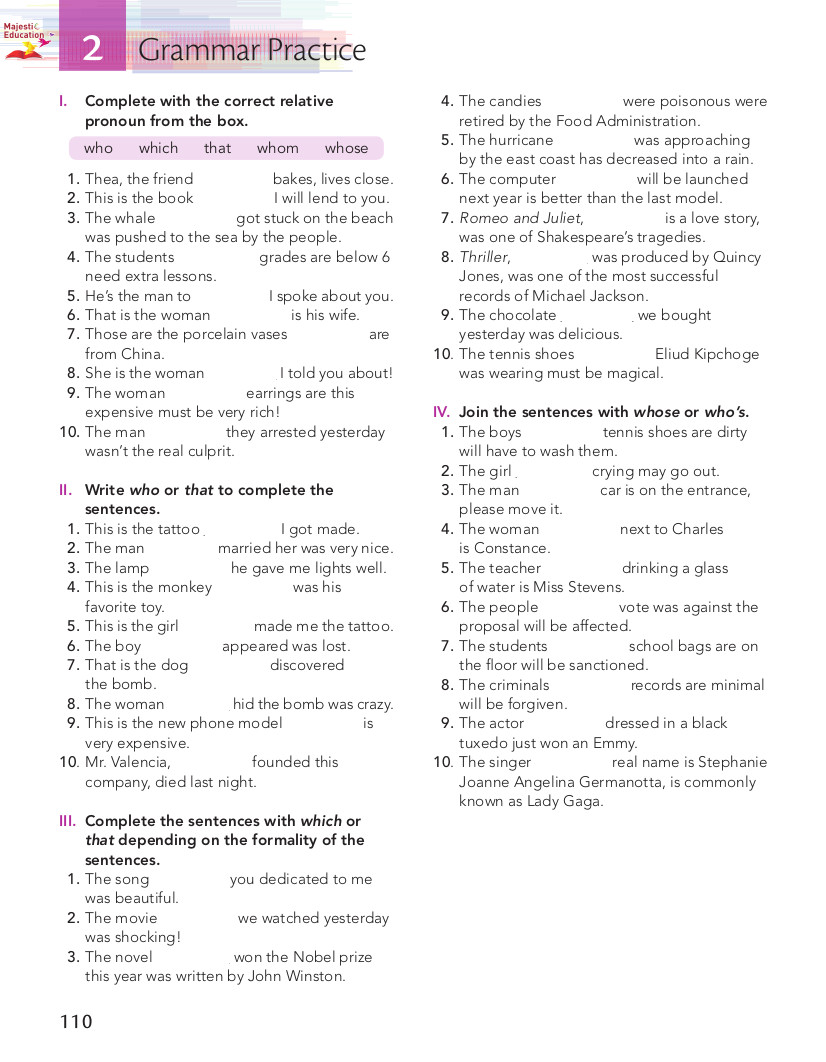 Majestic
Education
2 Grammar Practice
I. Complete with the correct relative
pronoun from the box.
who which that whom whose
1. Thea, the friend bakes, lives close.
2. This is the book I will lend to you.
3. The whale got stuck on the beach
was pushed to the sea by the people.
4. The students grades are below 6
need extra lessons.
5. He's the man to I spoke about you.
6. That is the woman is his wife.
7. Those are the porcelain vases are
from China.
8. She is the woman I told you about!
9. The woman earrings are this
expensive must be very rich!
10. The man they arrested yesterday
wasn't the real culprit.
II. Write who or that to complete the
sentences.
1. This is the tattoo I got made.
2. The man married her was very nice.
3. The lamp he gave me lights well.
4. This is the monkey was his
favorite toy.
5. This is the girl made me the tattoo.
6. The boy appeared was lost.
7. That is the dog discovered
the bomb.
8. The woman hid the bomb was crazy.
9. This is the new phone model is
very expensive.
10. Mr. Valencia, founded this
company, died last night.
III. Complete the sentences with which or
that depending on the formality of the
sentences.
1. The song you dedicated to me
was beautiful.
2. The movie we watched yesterday
was shocking!
3. The novel won the Nobel prize
this year was written by John Winston.
4. The candies were poisonous were
retired by the Food Administration.
5. The hurricane was approaching
by the east coast has decreased into a rain.
6. The computer will be launched
next year is better than the last model.
7. Romeo and Juliet, is a love story,
was one of Shakespeare's tragedies.
8. Thriller, was produced by Quincy
Jones, was one of the most successful
records of Michael Jackson.
9. The chocolate we bought
yesterday was delicious.
10. The tennis shoes Eliud Kipchoge
was wearing must be magical.
IV. Join the sentences with whose or who's.
1. The boys tennis shoes are dirty
will have to wash them.
2. The girl crying may go out.
3. The man car is on the entrance,
please move it.
4. The woman next to Charles
is Constance.
5. The teacher drinking a glass
of water is Miss Stevens.
6. The people vote was against the
proposal will be affected.
7. The students school bags are on
the floor will be sanctioned.
8. The criminals records are minimal
will be forgiven.
9. The actor dressed in a black
tuxedo just won an Emmy.
10. The singer real name is Stephanie
Joanne Angelina Germanotta, is commonly
known as Lady Gaga.
110